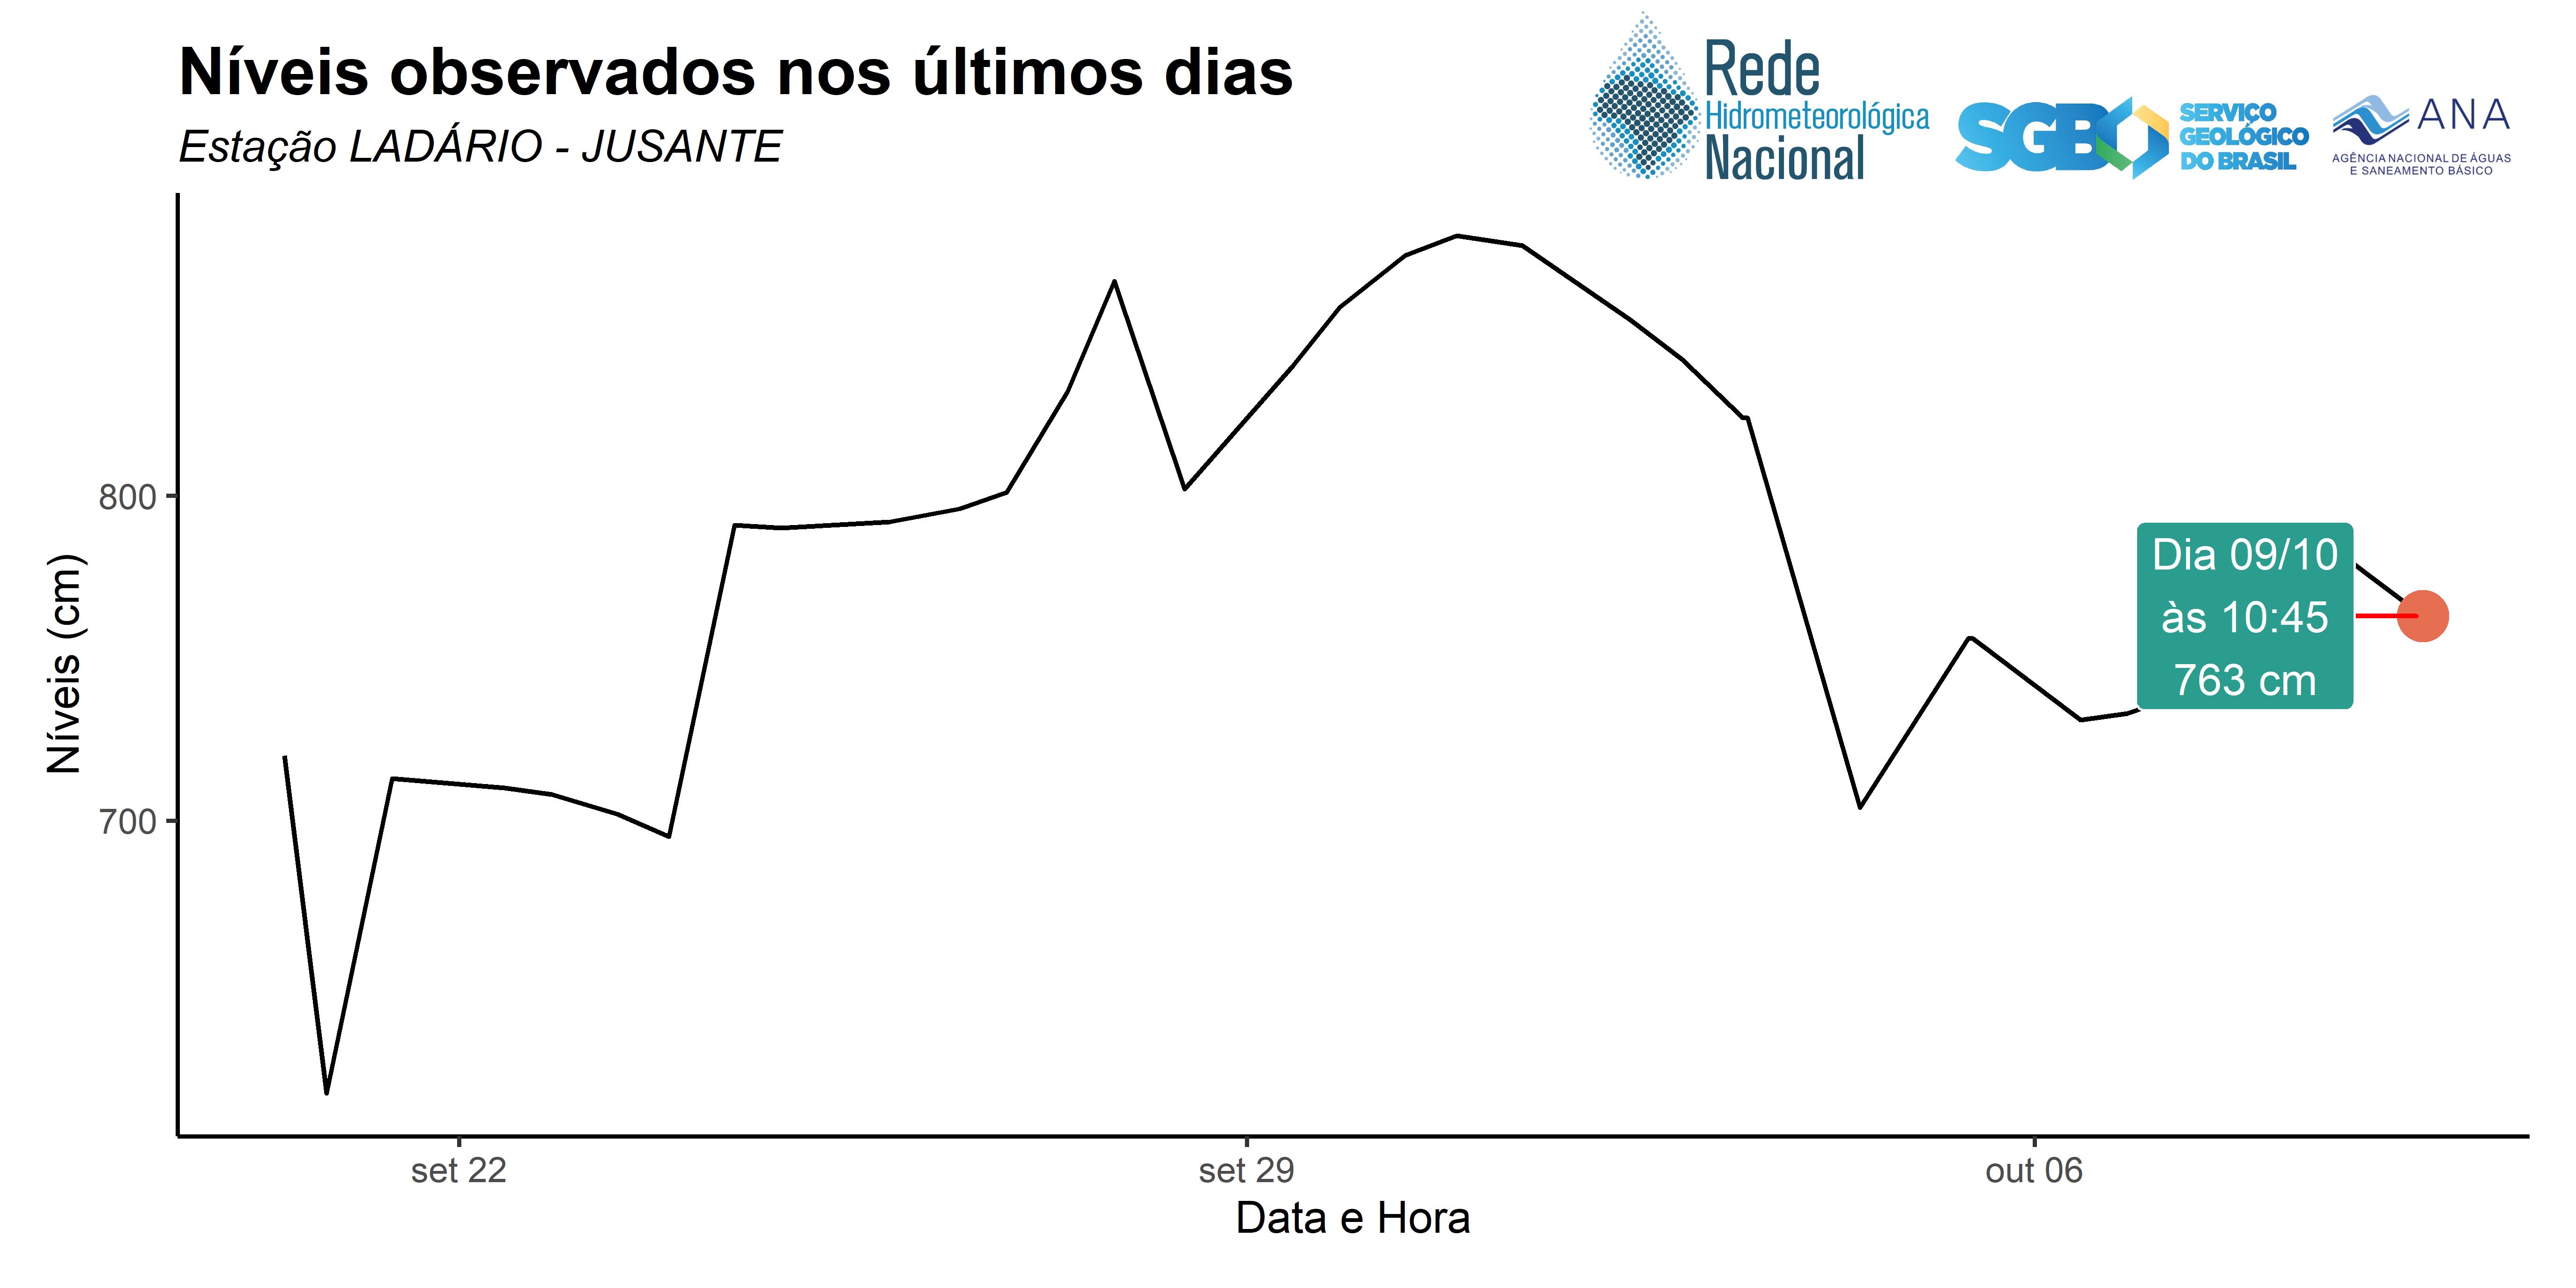 Níveis observados nos últimos dias
Estação LADÁRIO - JUSANTE
Rede
Hidrometeorológica
Nacional
SGB
SERVIÇO
GEOLÓGICO
DO BRASIL
ANA
AGÊNCIA NACIONAL DE ÁGUAS
E SANEAMENTO BÁSICO
Níveis (cm)
800
700
Dia 09/10
às 10:45
763 cm
set 22
set 29
out 06
Data e Hora